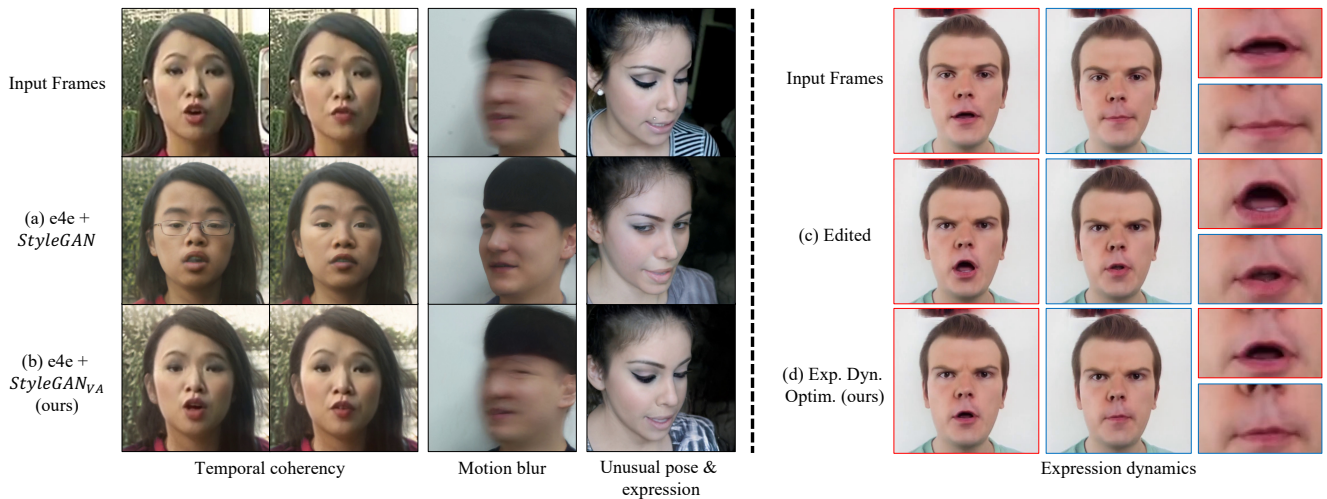 Input Frames
(a) e4e +
StyleGAN
(b) e4e +
StyleGAN_VA
(ours)
Temporal coherency
Motion blur
Unusual pose &
expression
Input Frames
(c) Edited
(d) Exp. Dyn.
Optim. (ours)
Expression dynamics